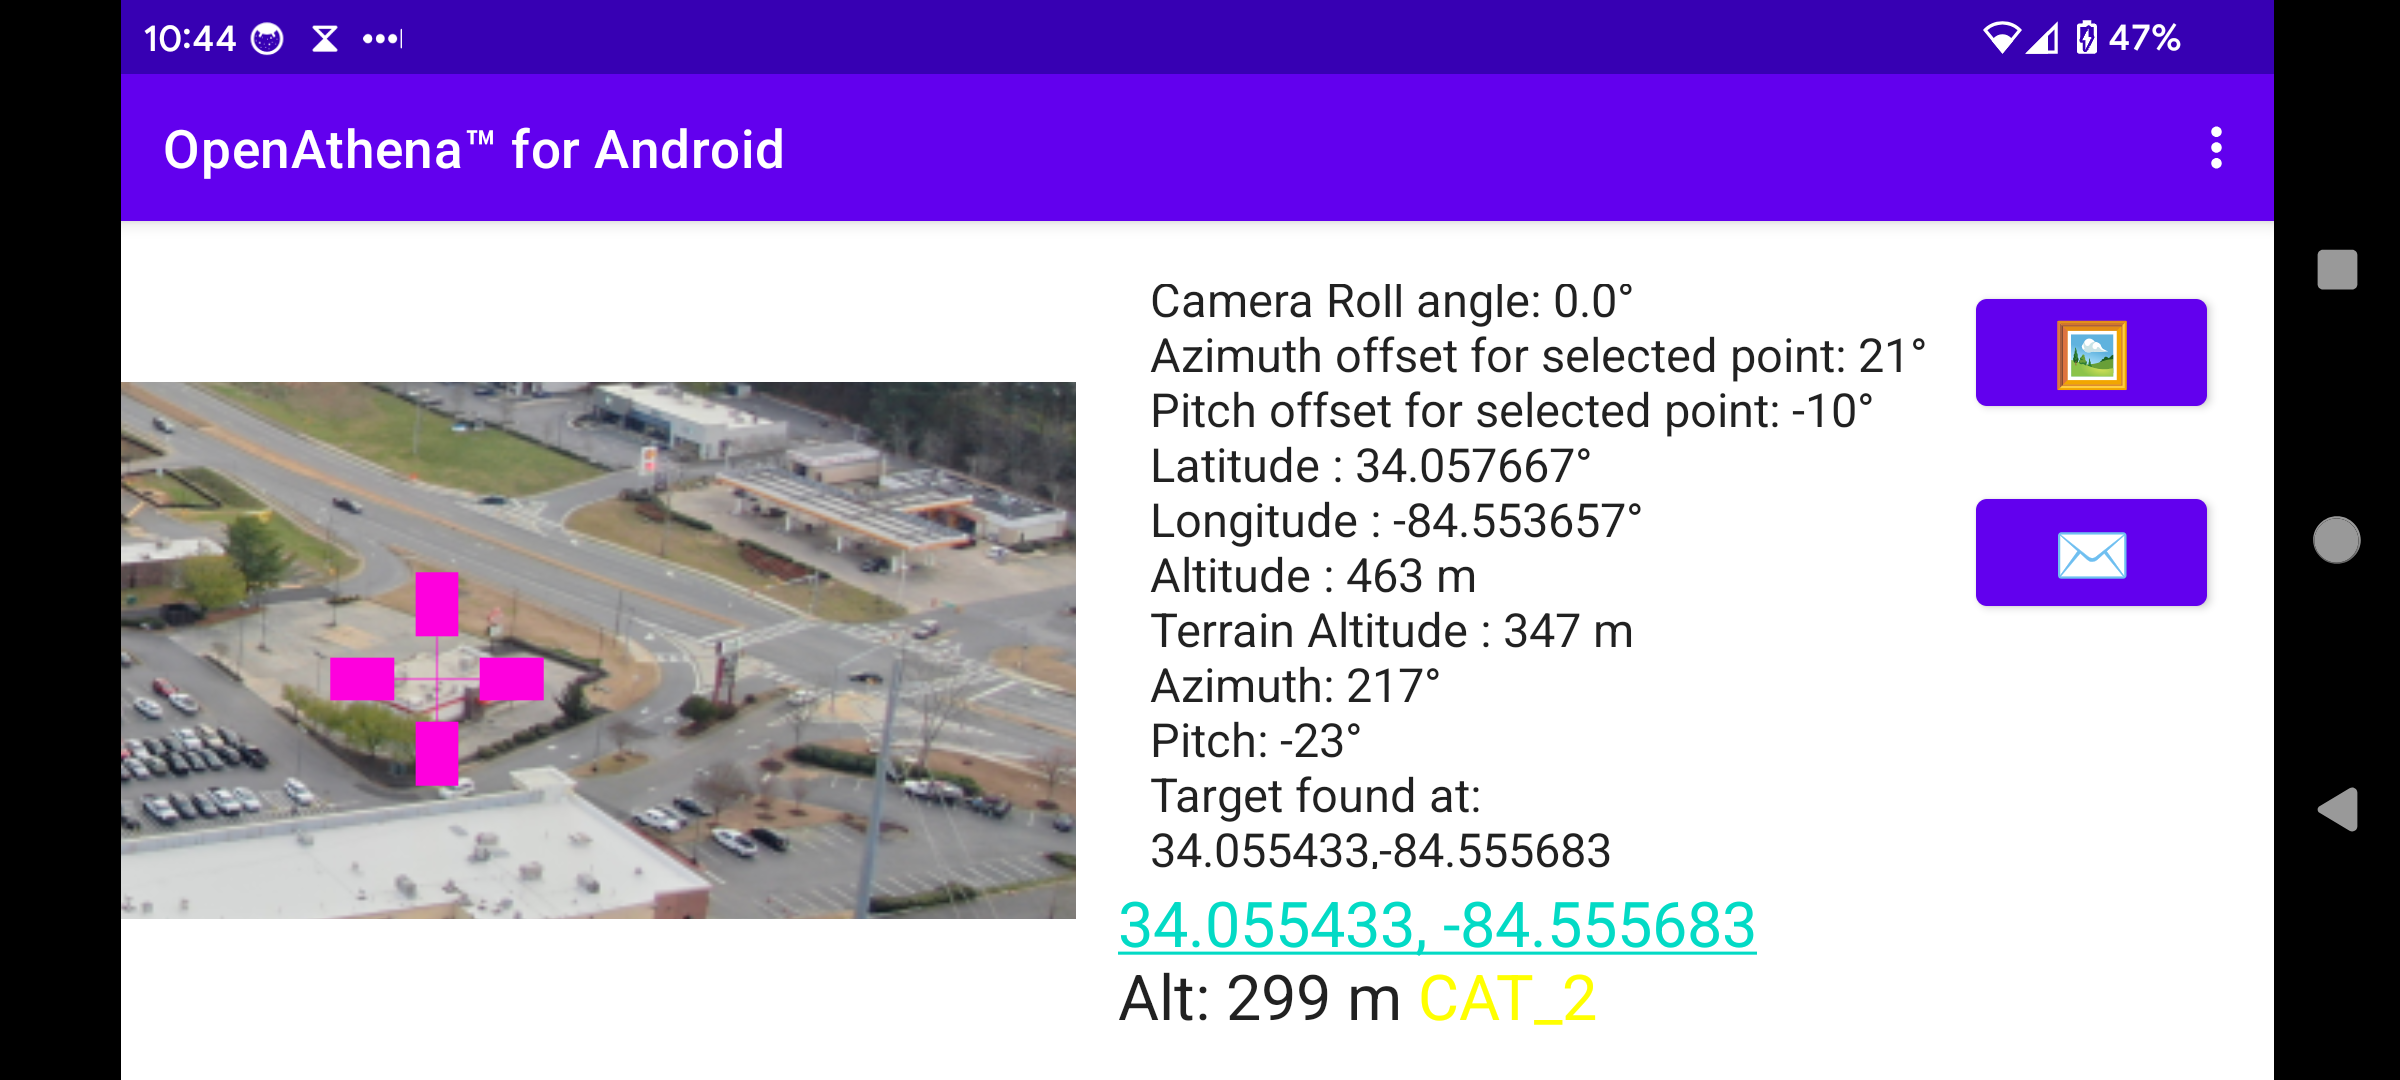 10:44
47%
OpenAthena™ for Android
Camera Roll angle: 0.0°
Azimuth offset for selected point: 21°
Pitch offset for selected point: -10°
Latitude : 34.057667°
Longitude : -84.553657°
Altitude : 463 m
Terrain Altitude : 347 m
Azimuth: 217°
Pitch: -23°
Target found at:
34.055433,-84.555683
34.055433, -84.555683
Alt: 299 m CAT_2